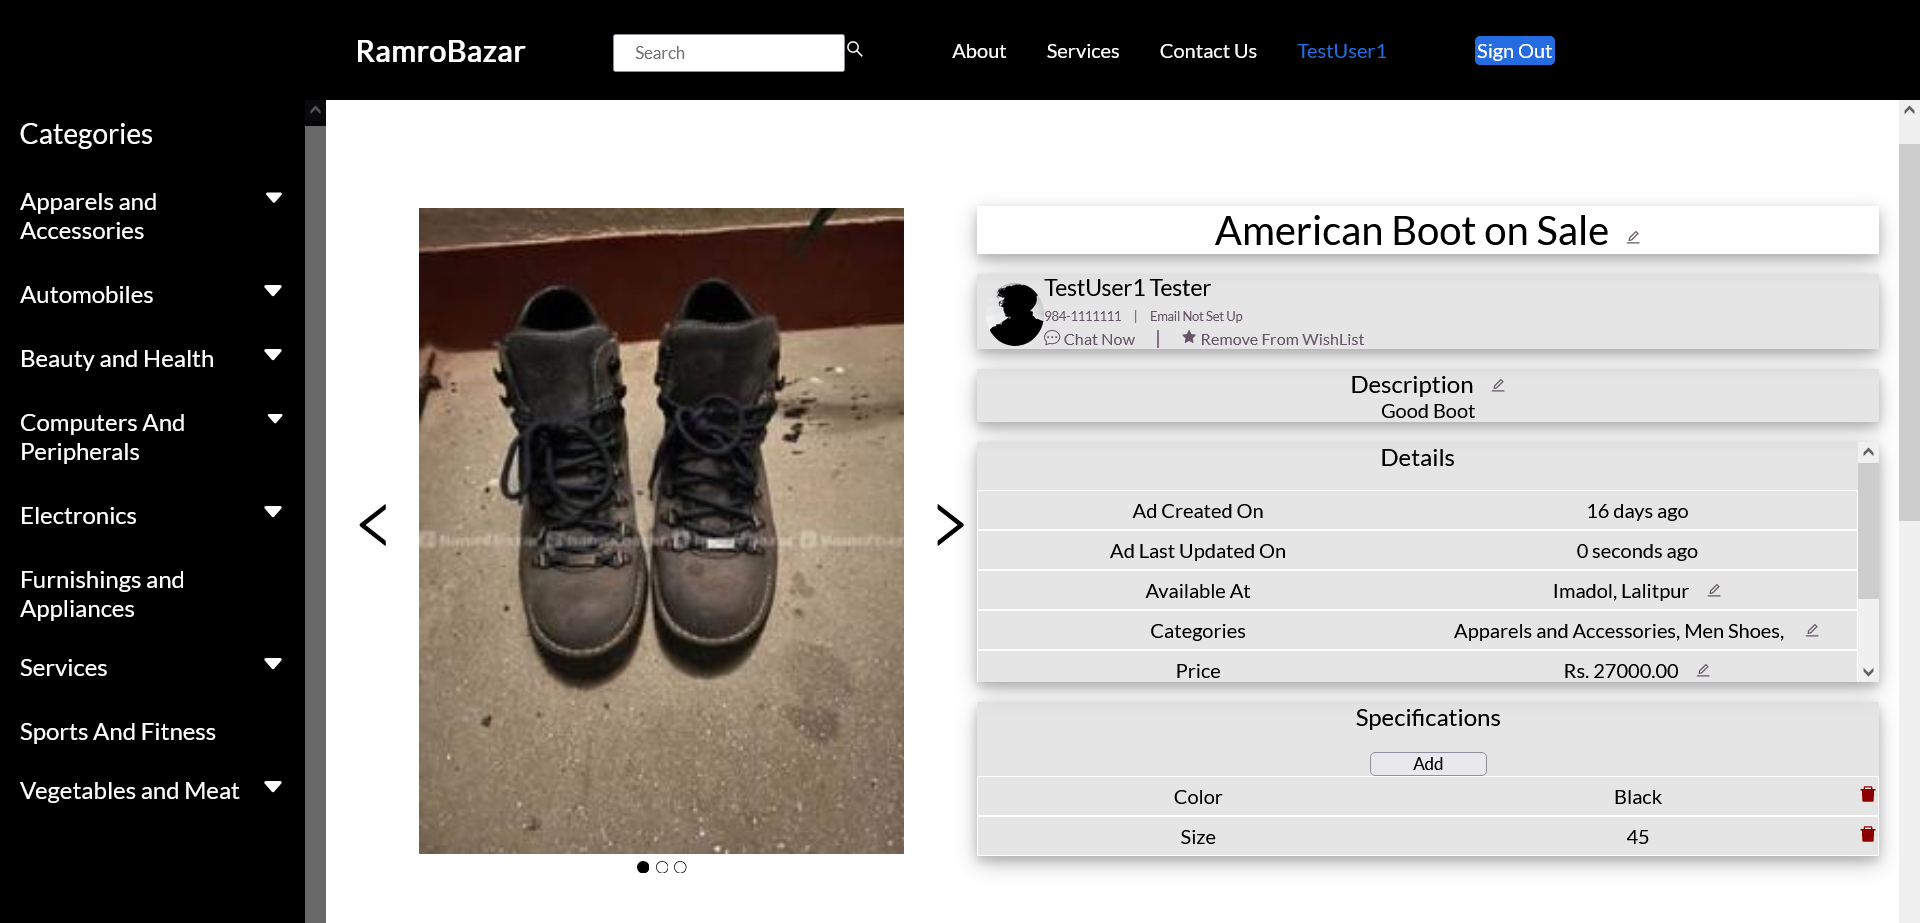 RamroBazar
Search
About
Services
Contact Us
TestUser1
Sign Out
Categories
Apparels and
Accessories
Automobiles
Beauty and Health
Computers And
Peripherals
Electronics
Furnishings and
Appliances
Services
Sports And Fitness
Vegetables and Meat
American Boot on Sale
TestUser1 Tester
984-1111111 | Email Not Set Up
Chat Now | Remove From WishList
Description
Good Boot
Details
Ad Created On 16 days ago
Ad Last Updated On 0 seconds ago
Available At Imadol, Lalitpur
Categories Apparels and Accessories, Men Shoes,
Price Rs. 27000.00
Specifications
Add
Color Black
Size 45